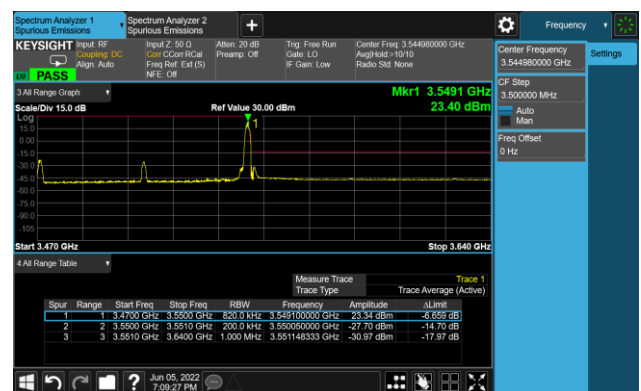 Spectrum Analyzer 1
Spurious Emissions
Spectrum Analyzer 2
Spurious Emissions
+
Frequency
KEYSIGHT
Input: RF
Coupling: DC
Align: Auto
Input Z: 50 Ω
Corr CCorr RCal
Freq Ref: Ext (S)
NFE: Off
Atten: 20 dB
Preamp: Off
Trig: Free Run
Gate: LO
IF Gain: Low
Center Freq: 3.544980000 GHz
Avg|Hold:>10/10
Radio Std: None
PASS
3 All Range Graph
Mkr1 3.5491 GHz
Scale/Div 15.0 dB
Ref Value 30.00 dBm
23.40 dBm
Log
1
15.0
0.00
-15.0
-30.0
-45.0
-60.0
-75.0
-90.0
-105
Start 3.470 GHz
Stop 3.640 GHz
4 All Range Table
Measure Trace
Trace 1
Trace Type
Trace Average (Active)
Spur Range Start Freq Stop Freq RBW Frequency Amplitude ΔLimit
1 1 3.4700 GHz 3.5500 GHz 820.0 kHz 3.549100000 GHz 23.34 dBm -6.659 dB
2 2 3.5500 GHz 3.5510 GHz 200.0 kHz 3.550050000 GHz -27.70 dBm -14.70 dB
3 3 3.5510 GHz 3.6400 GHz 1.000 MHz 3.551148333 GHz -30.97 dBm -17.97 dB
Center Frequency
3.544980000 GHz
Settings
CF Step
3.500000 MHz
Auto
Man
Freq Offset
0 Hz
?
Jun 05, 2022
7:09:27 PM